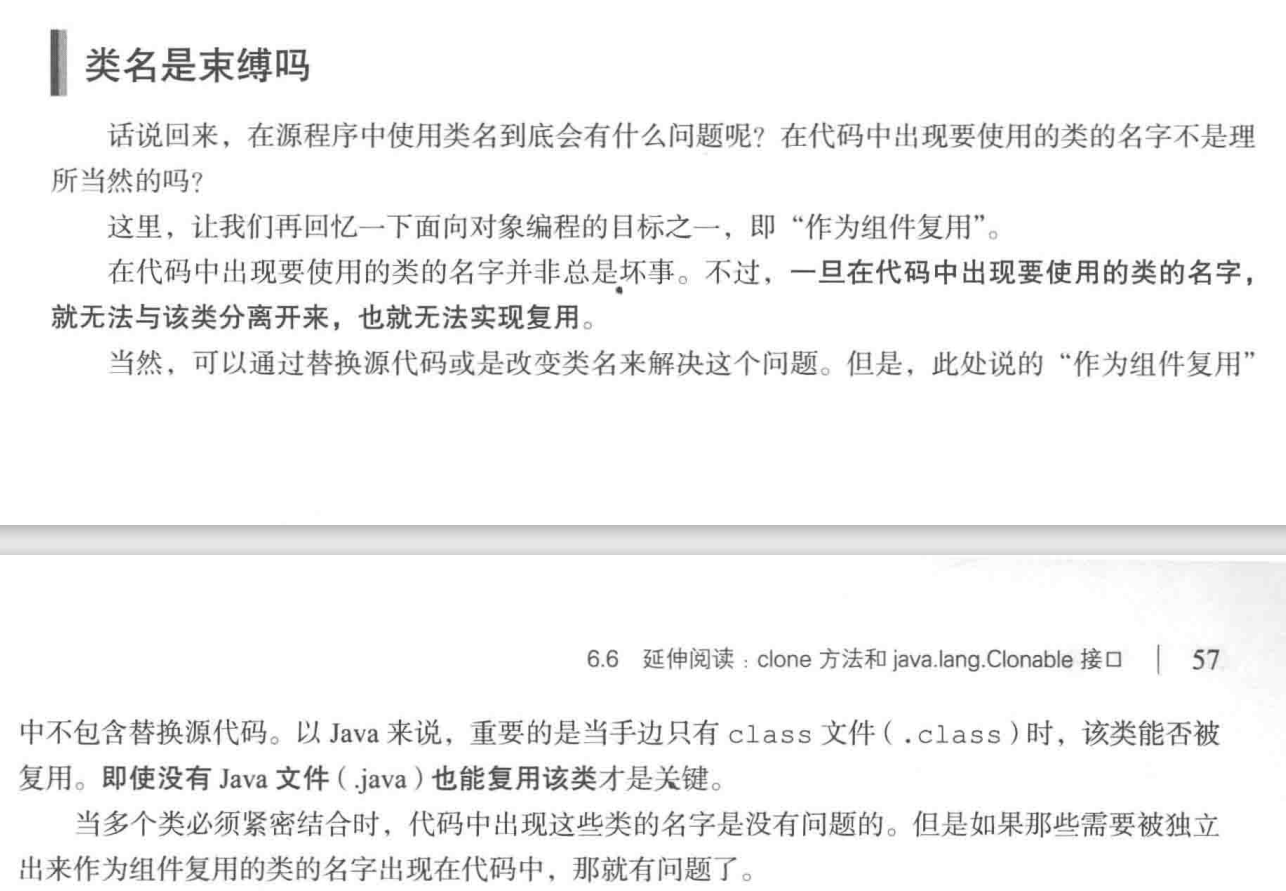 类名是束缚吗
话说回来，在源程序中使用类名到底会有什么问题呢？在代码中出现要使用的类的名字不是理
所当然的吗？
这里，让我们再回忆一下面向对象编程的目标之一，即“作为组件复用”。
在代码中出现要使用的类的名字并非总是坏事。不过，一旦在代码中出现要使用的类的名字，
就无法与该类分离开来，也就无法实现复用。
当然，可以通过替换源代码或是改变类名来解决这个问题。但是，此处说的“作为组件复用”
6.6 延伸阅读：clone 方法和 java.lang.Clonable 接口 | 57
中不包含替换源代码。以 Java 来说，重要的是当手边只有 class 文件（.class）时，该类能否被
复用。即使没有 Java 文件（.java）也能复用该类才是关键。
当多个类必须紧密结合时，代码中出现这些类的名字是没有问题的。但是如果那些需要被独立
出来作为组件复用的类的名字出现在代码中，那就有问题了。